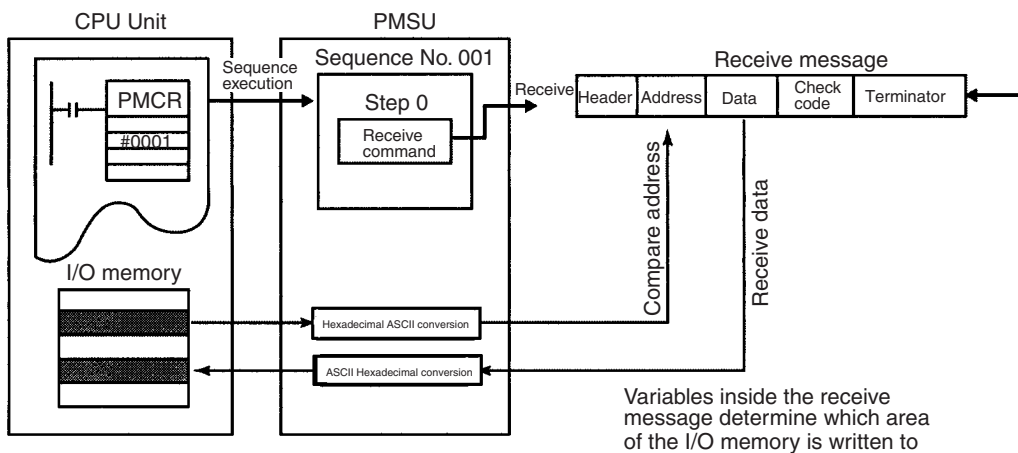 CPU Unit
PMSU
Sequence No. 001
Receive message
PMCR
#0001
Sequence
execution
Step 0
Receive
command
Receive
Header
Address
Data
Check
code
Terminator
Compare address
Receive data
I/O memory
Hexadecimal ASCII conversion
ASCII Hexadecimal conversion
Variables inside the receive
message determine which area
of the I/O memory is written to